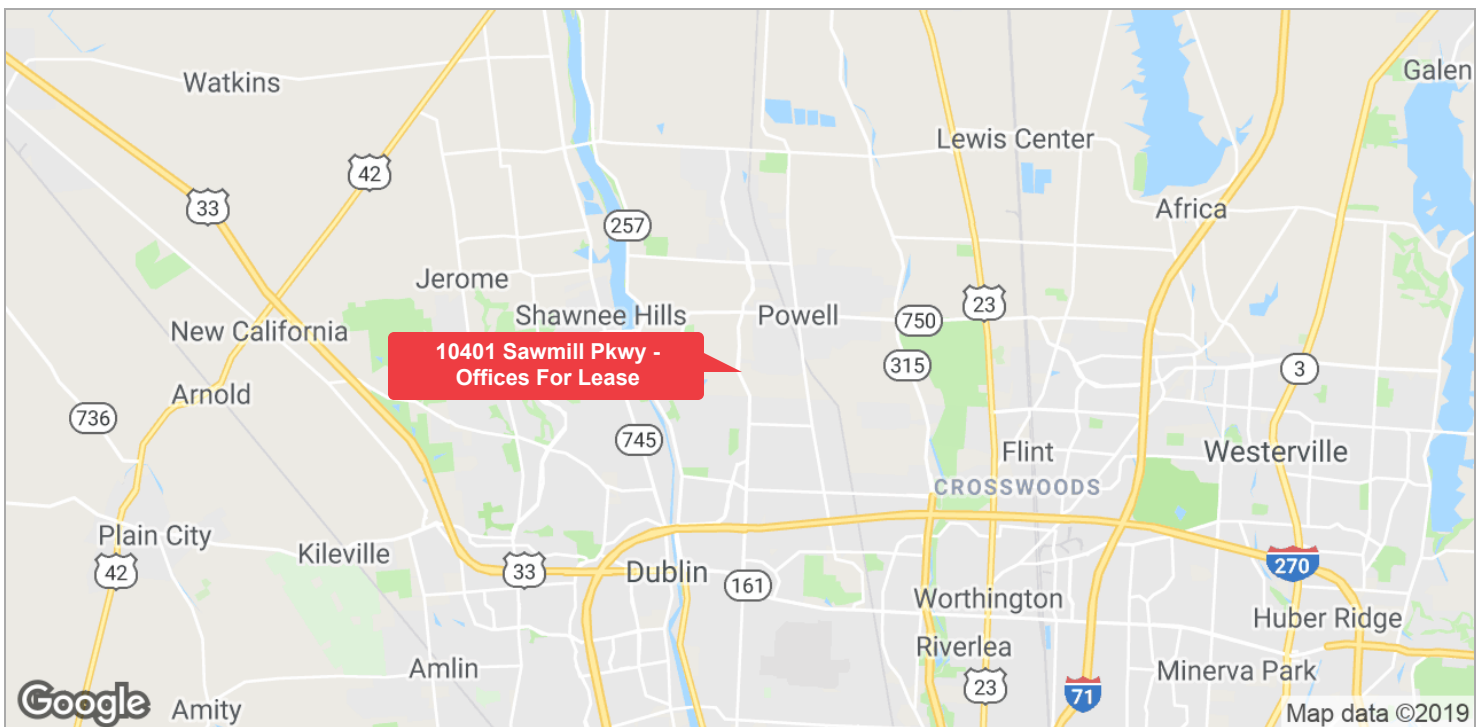 Watkins
Galen
42
Lewis Center
33
Africa
257
Jerome
23
Shawnee Hills
Powell
750
New California
10401 Sawmill Pkwy -
Offices For Lease
315
3
Arnold
736
745
Flint
Westerville
CROSSWOODS
Plain City
Kileville
42
33
Dublin
161
270
Worthington
Huber Ridge
Riverlea
Amlin
Minerva Park
23
71
Google
Amity
Map data ©2019